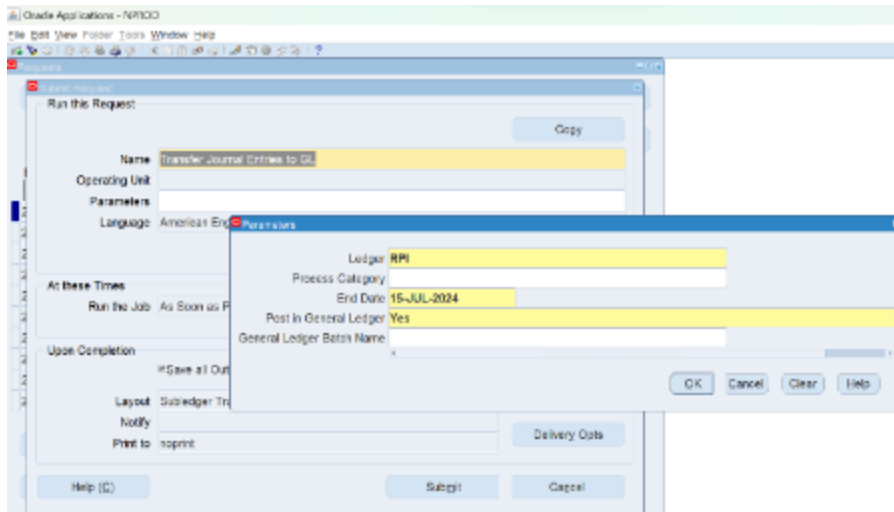 Oracle Applications - NPROD
File Edit View Folder Tools Window Help
Requests
Submit Request
Run this Request
Copy
Name Transfer Journal Entries to GL
Operating Unit
Parameters
Language American Eng
Parameters
Ledger RPI
Process Category
End Date 15-JUL-2024
Post in General Ledger Yes
General Ledger Batch Name
OK Cancel Clear Help
At these Times
Run the Job As Soon as P
Upon Completion
Save all Out
Layout Subledger Tra
Notify
Print to noprint
Delivery Opts
Help (C) Submit Cancel